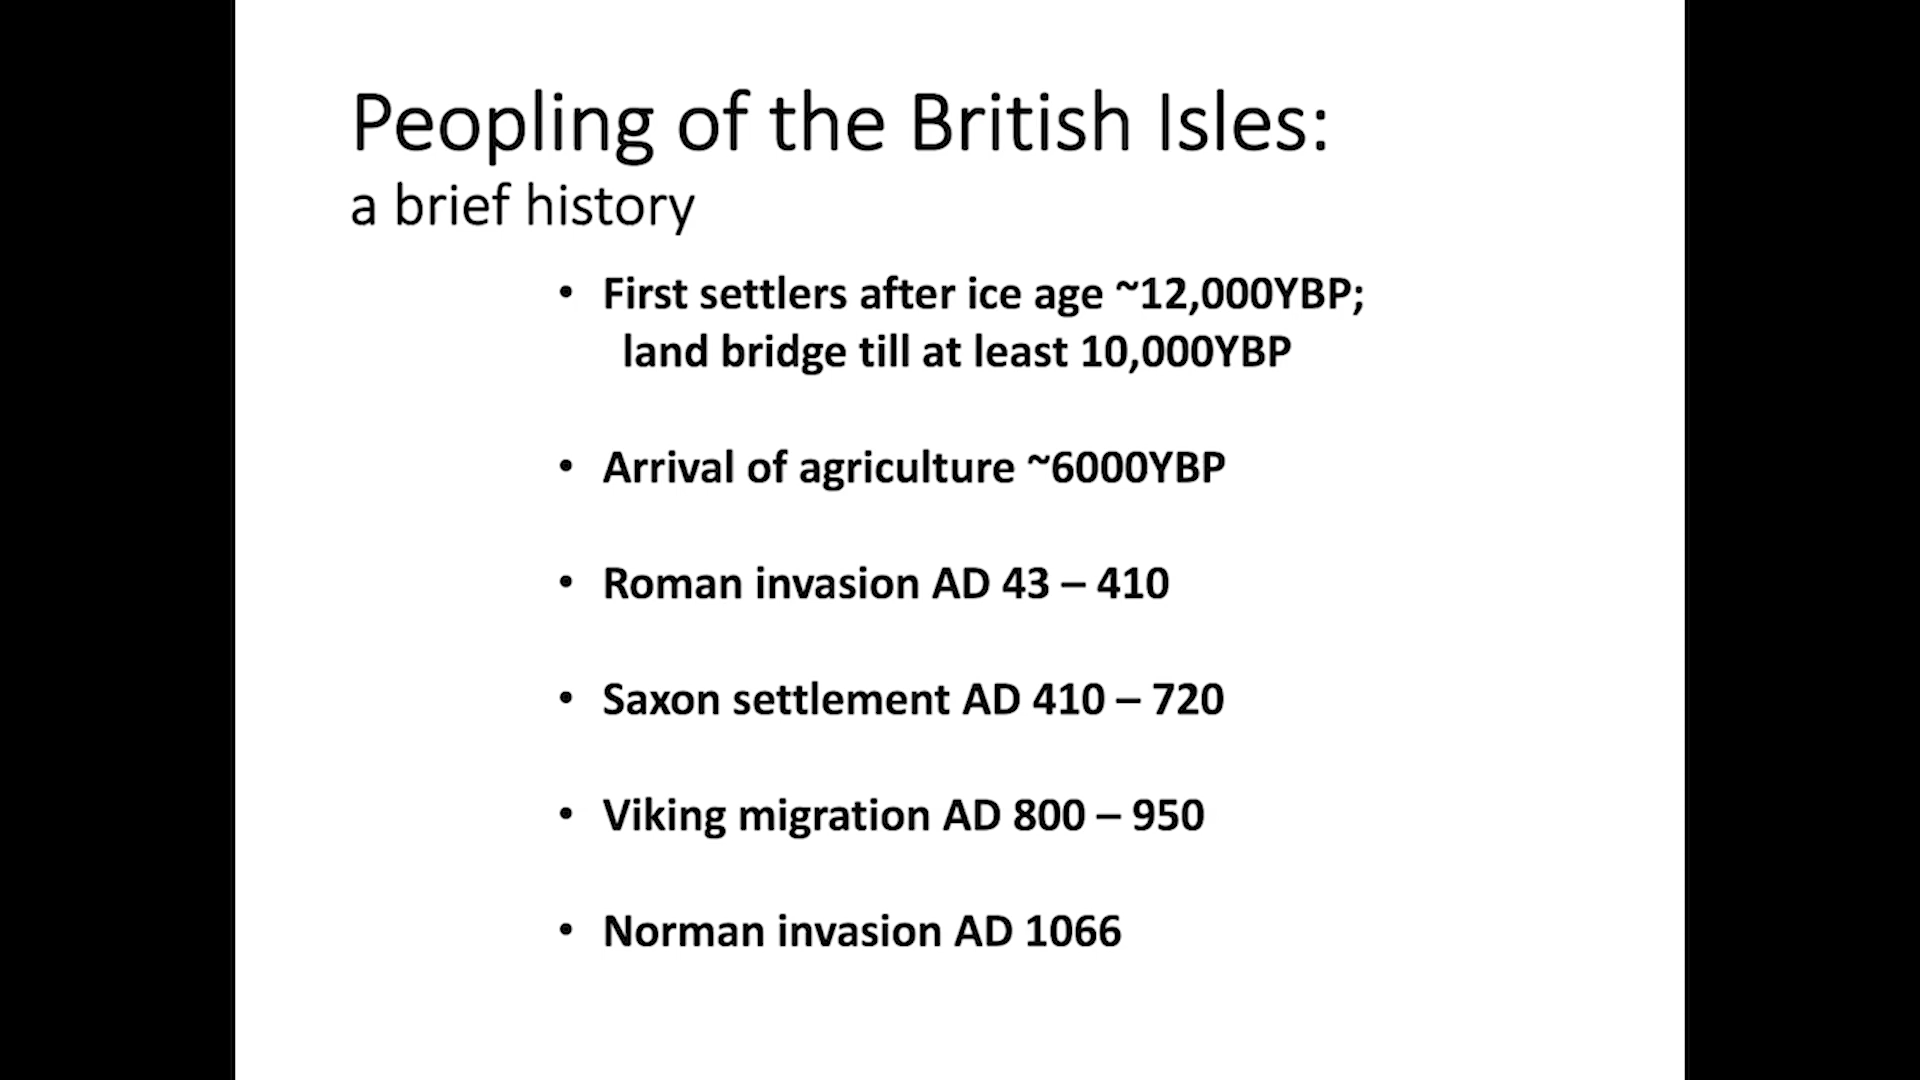 Peopling of the British Isles:
a brief history
• First settlers after ice age ~12,000YBP;
land bridge till at least 10,000YBP
• Arrival of agriculture ~6000YBP
• Roman invasion AD 43 – 410
• Saxon settlement AD 410 – 720
• Viking migration AD 800 – 950
• Norman invasion AD 1066